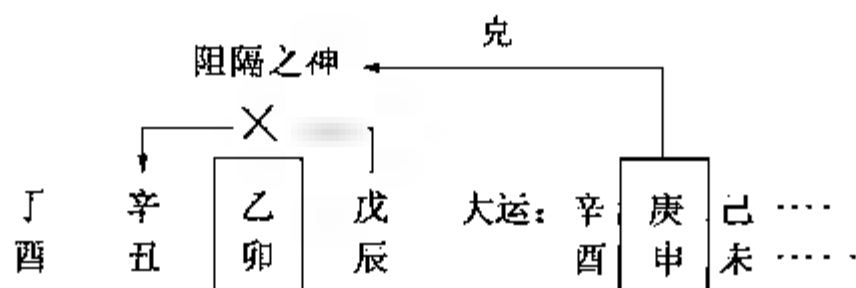 克
阻隔之神
丁 辛 乙 戊 大运: 辛 庚 己 ····
酉 丑 卯 辰 酉 申 未 ·····